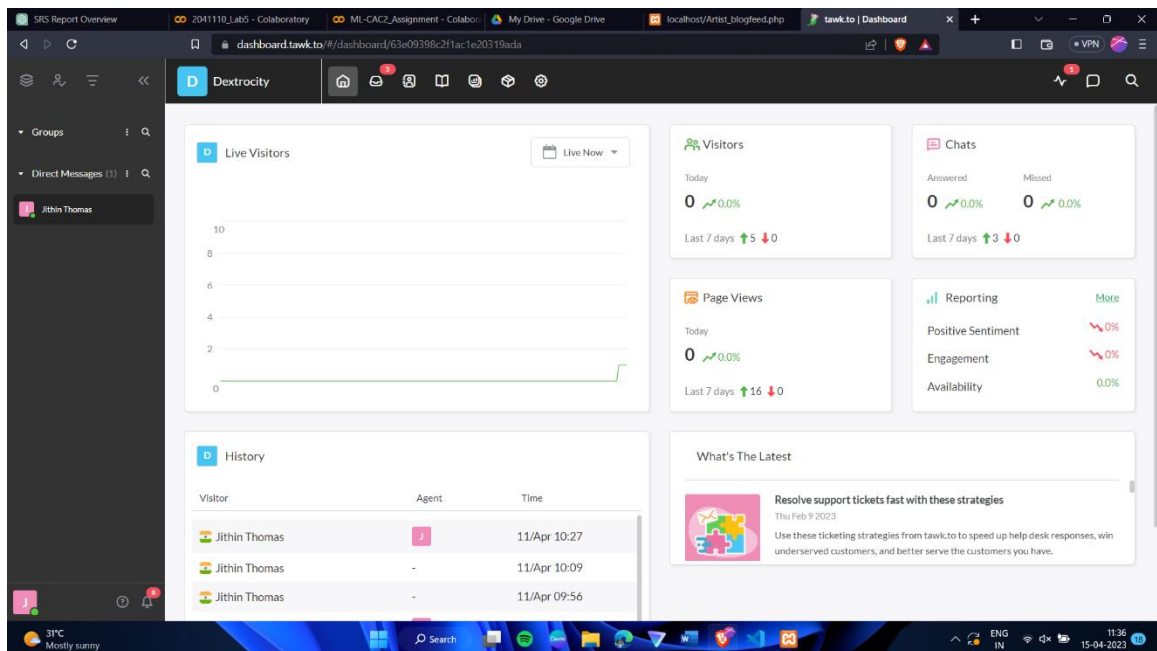 SRS Report Overview
2041110_Lab5 - Colaboratory
ML-CAC2_Assignment - Colabor
My Drive - Google Drive
localhost/Artist_blogfeed.php
tawk.to | Dashboard
dashboard.tawk.to/#/dashboard/63e09398c2f1ac1e20319ada
VPN
D Dextrocity
3
1
Groups
Direct Messages (1)
J Jithin Thomas
D Live Visitors
Live Now
10
8
6
4
2
0
Visitors
Today
0 0.0%
Last 7 days 5 0
Chats
Answered Missed
0 0.0% 0 0.0%
Last 7 days 3 0
Page Views
Today
0 0.0%
Last 7 days 16 0
Reporting More
Positive Sentiment 0%
Engagement 0%
Availability 0.0%
D History
Visitor Agent Time
Jithin Thomas J 11/Apr 10:27
Jithin Thomas - 11/Apr 10:09
Jithin Thomas - 11/Apr 09:56
What's The Latest
Resolve support tickets fast with these strategies
Thu Feb 9 2023
Use these ticketing strategies from tawk.to to speed up help desk responses, win
underserved customers, and better serve the customers you have.
J
31°C
Mostly sunny
Search
ENG
IN
11:36
15-04-2023
18